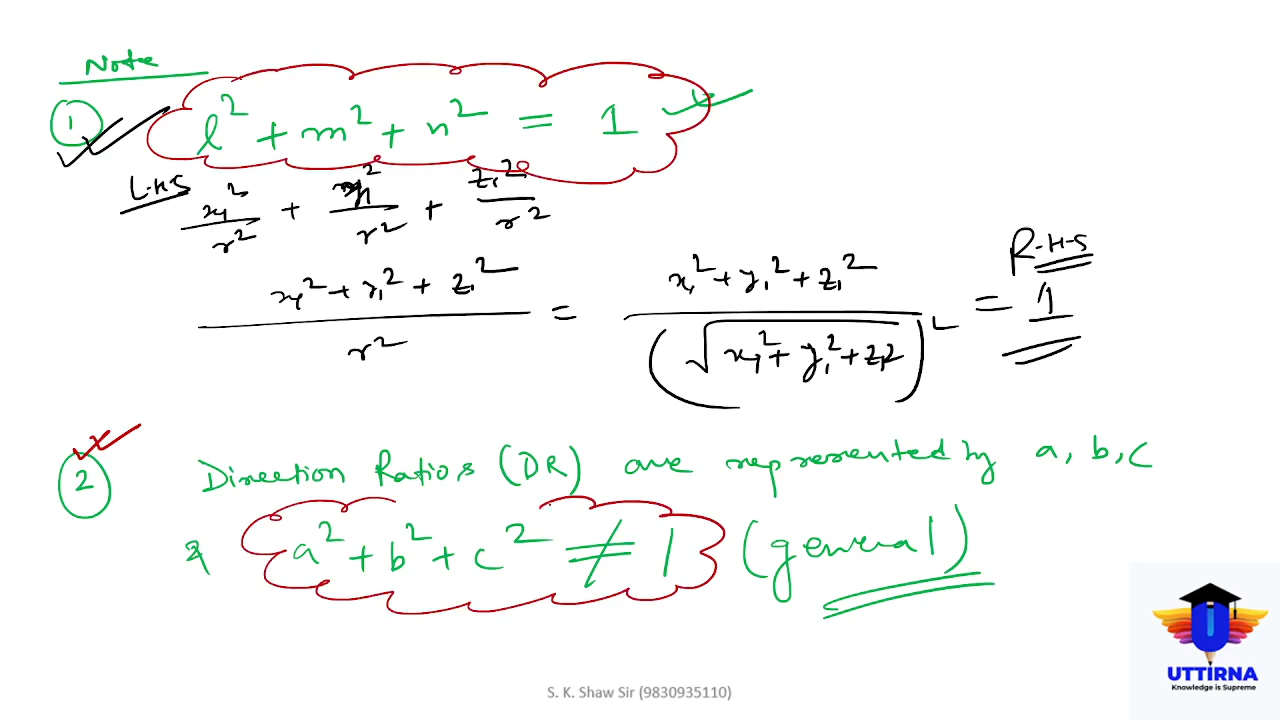 Note
① l² + m² + n² = 1
L.H.S x₁²/r² + y₁²/r² + z₁²/r²
(x₁² + y₁² + z₁²)/r² = (x₁² + y₁² + z₁²)/(√(x₁² + y₁² + z₁²))² = 1 R-H-S
② Direction Ratios (DR) are represented by a, b, c
& a² + b² + c² ≠ 1 (general)
UTTIRNA
Knowledge is Supreme
S. K. Shaw Sir (9830935110)